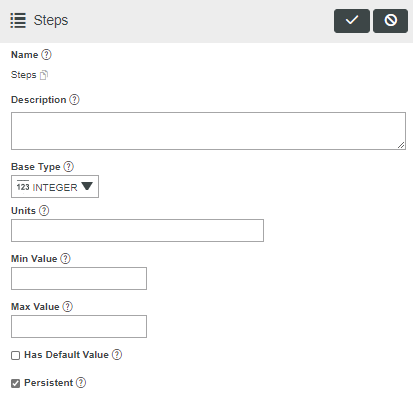 Steps
Name ?
Steps
Description ?
Base Type ?
123 INTEGER
Units ?
Min Value ?
Max Value ?
Has Default Value ?
Persistent ?